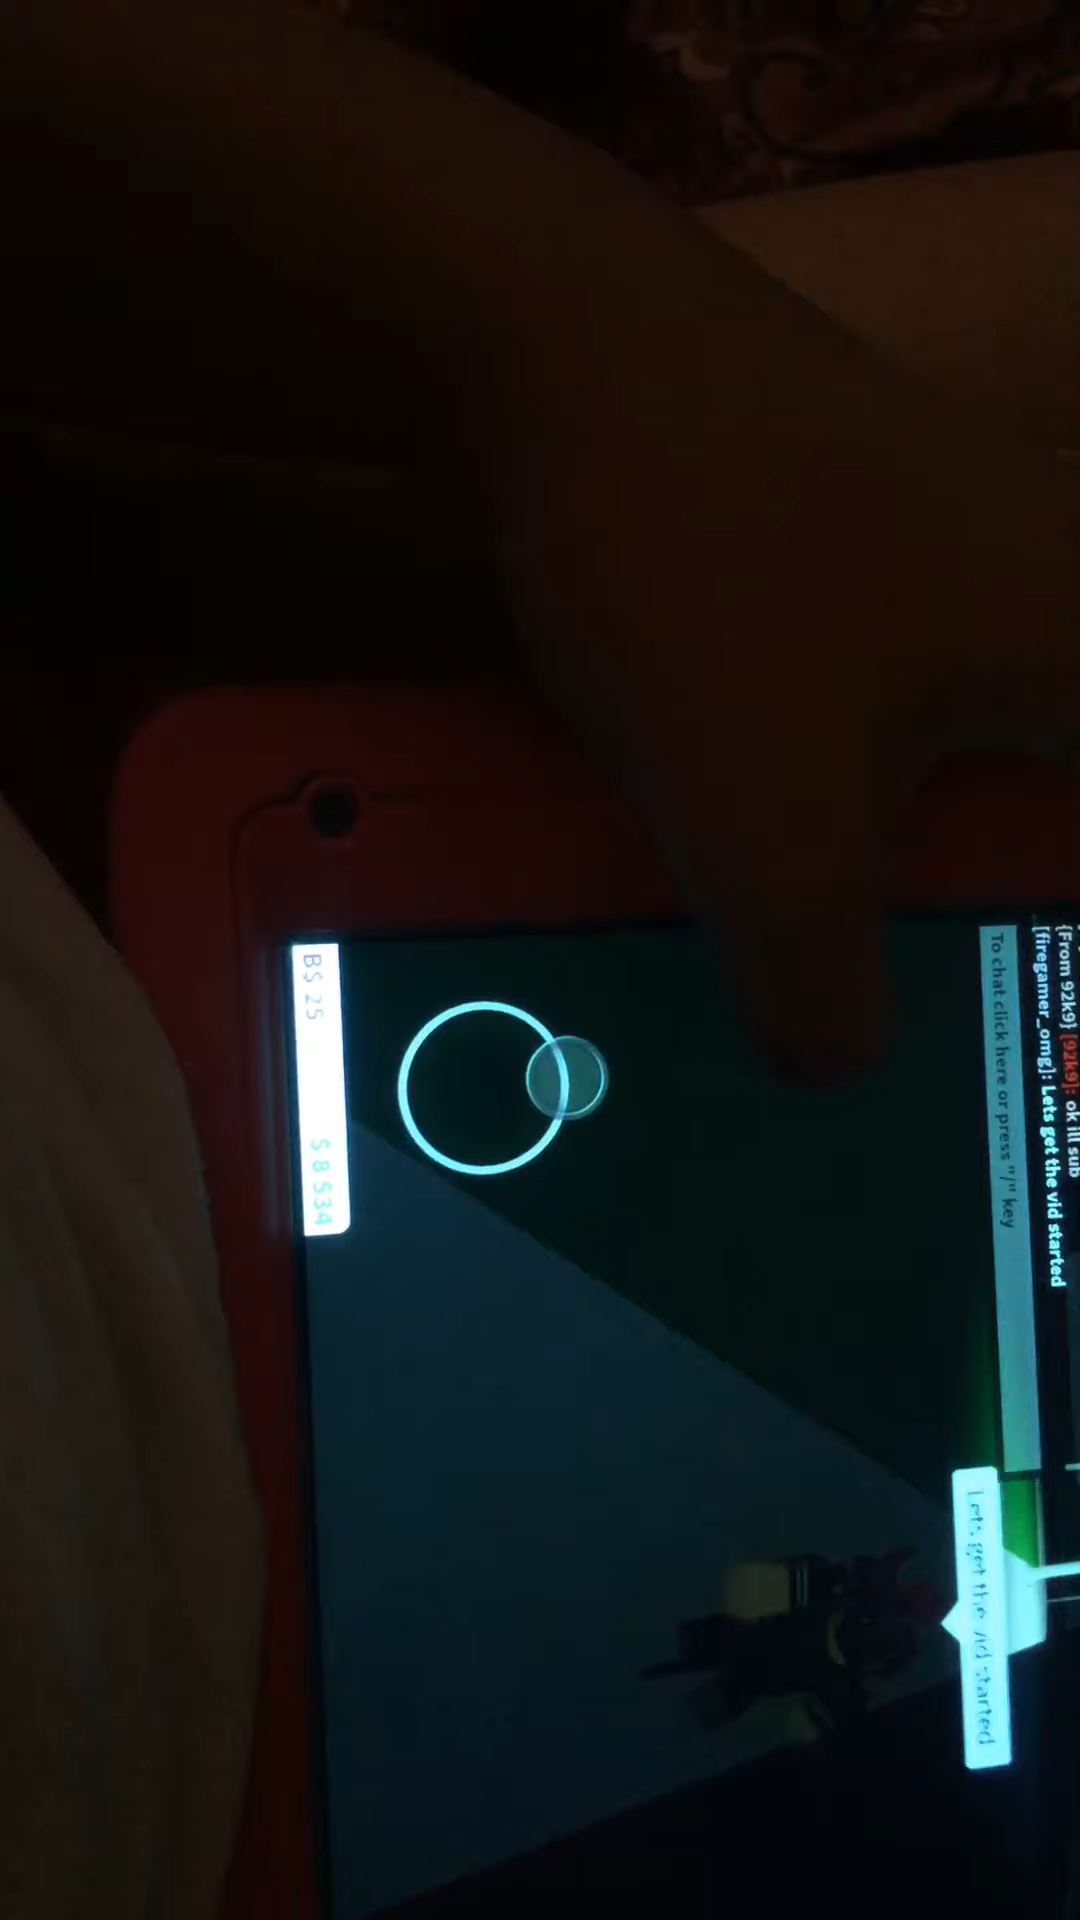 {From 92k9} [92k9]: ok ill sub
[firegamer_omg]: Lets get the vid started
To chat click here or press "/" key
Lets get the vid started
B$ 25
$ 8 534